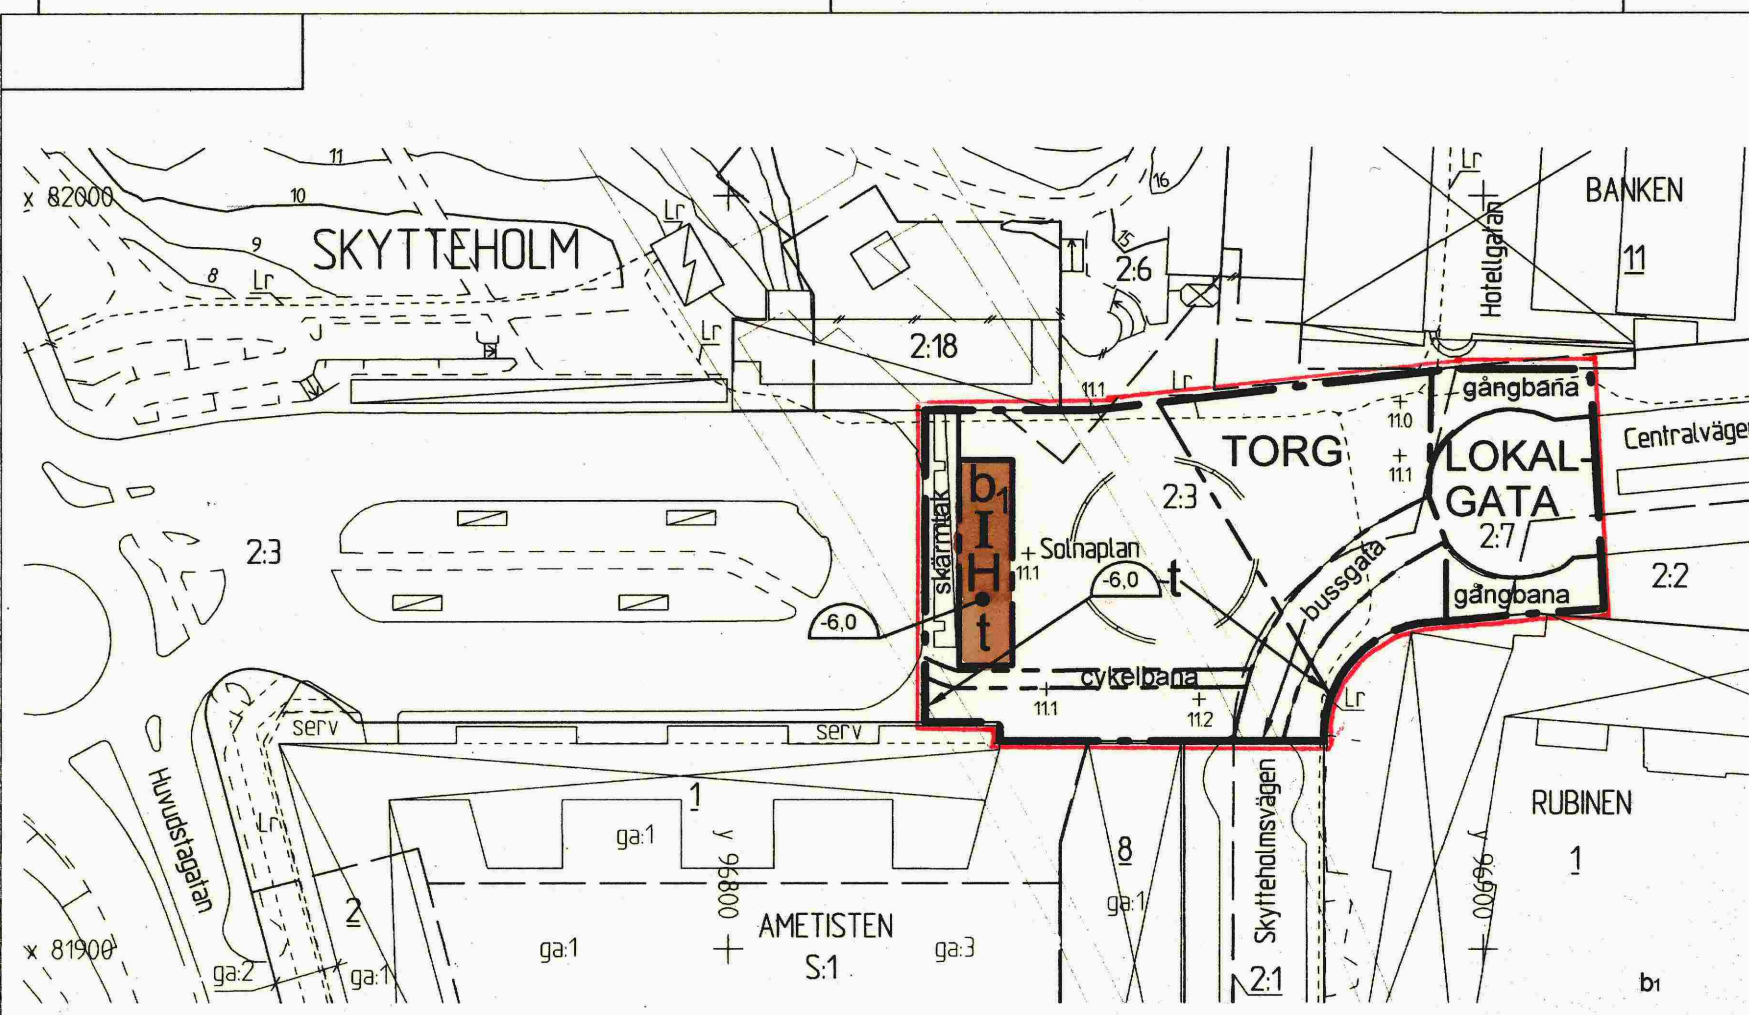 11
16
Lr
x 82000
10
Lr
BANKEN
9
SKYTTEHOLM
15
Hotellgatan
8
Lr
2:6
11
Lr
2:18
11.1
Lr
gångbana
11.0
TORG
Centralvägen
11.1
LOKAL-
GATA
b1
2:3
skärmtak
I
2:7
2:3
Solnaplan
11.1
H
-6,0
t
bussgata
2:2
gångbana
-6,0
t
cykelbana
11.1
11.2
Lr
serv
serv
Huvudstagatan
1
RUBINEN
Lr
ga:1
y 96800
8
Skytteholmsvägen
y 96900
1
2
ga:1
AMETISTEN
x 81900
ga:1
ga:3
S:1
ga:2
ga:1
2:1
b1